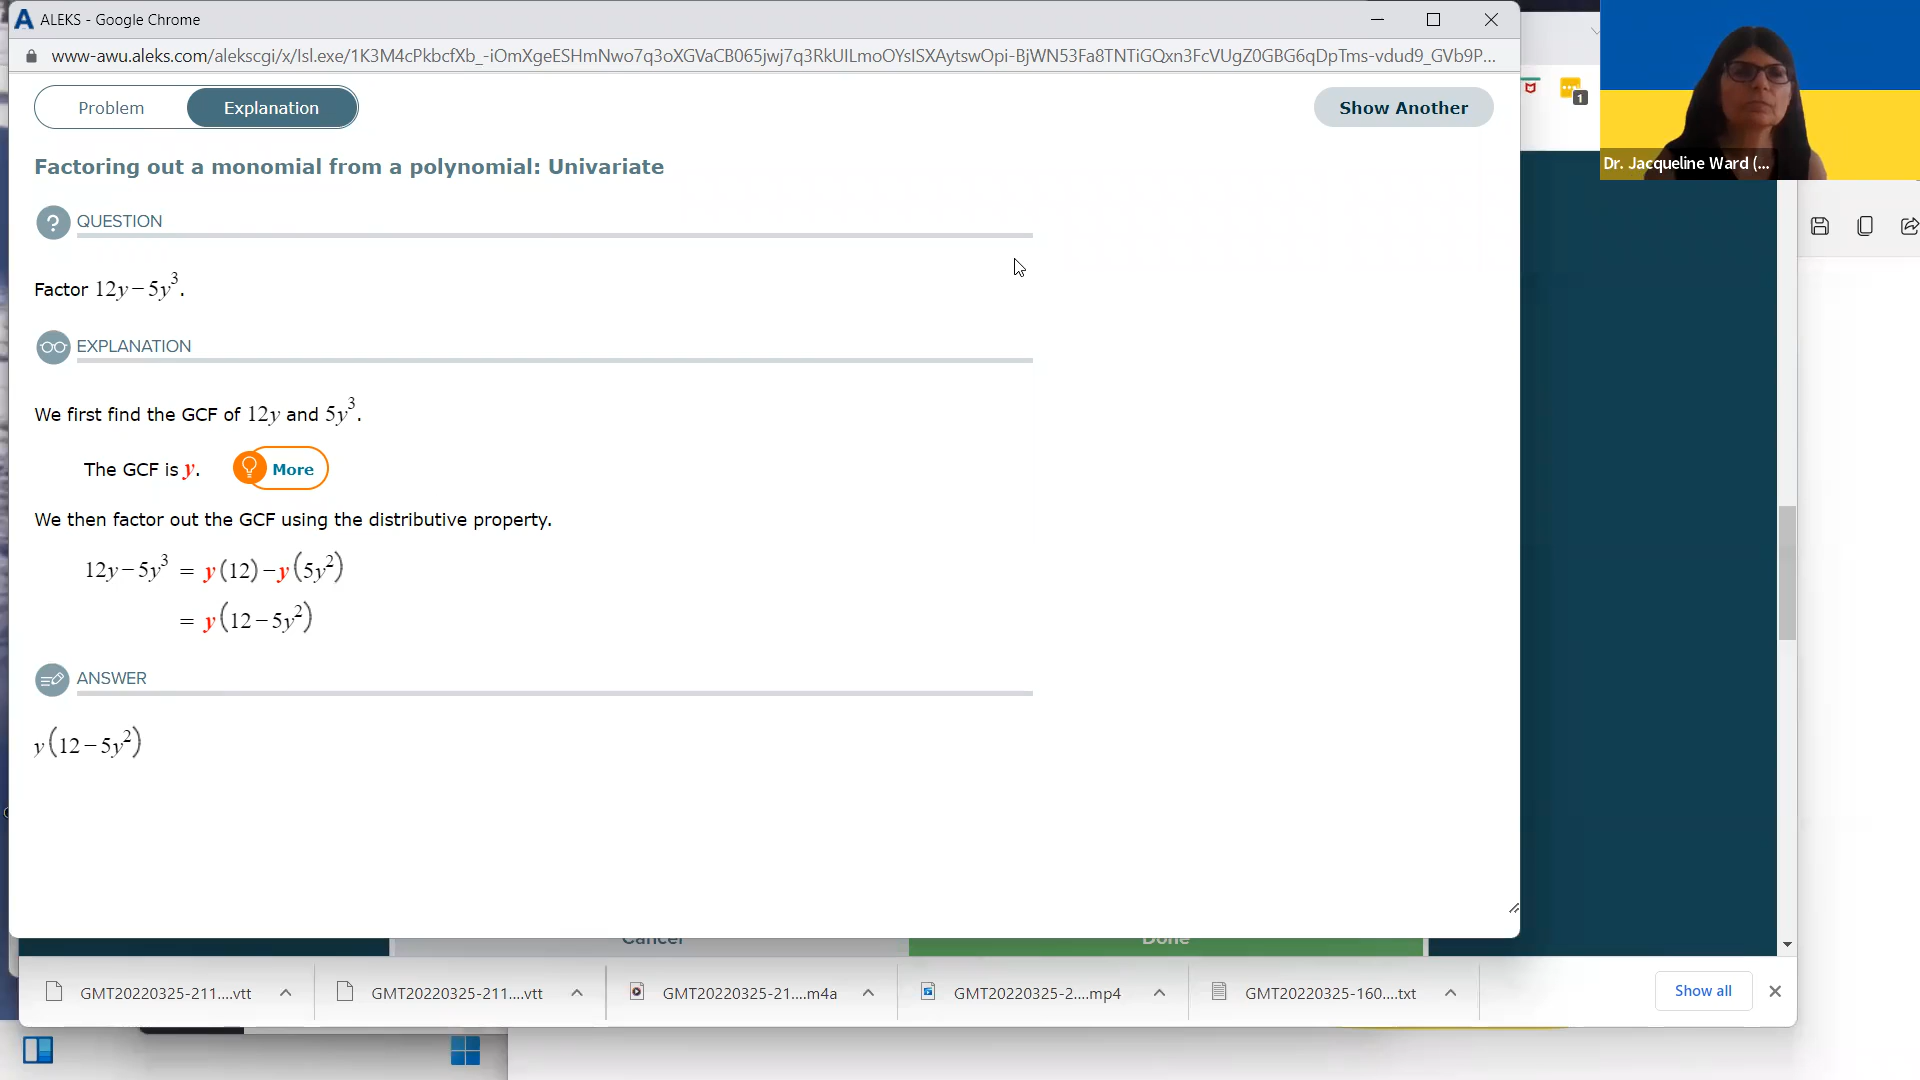 ALEKS - Google Chrome
www-awu.aleks.com/alekscgi/x/Isl.exe/1K3M4cPkbcfXb_-iOmXgeESHmNwo7q3oXGVaCB065jwj7q3RkUILmoOYsISXAytswOpi-BjWN53Fa8TNTiGQxn3FcVUgZ0GBG6qDpTms-vdud9_GVb9P...
Problem
Explanation
Show Another
1
Dr. Jacqueline Ward (...
Factoring out a monomial from a polynomial: Univariate
? QUESTION
Factor 12y − 5y³.
EXPLANATION
We first find the GCF of 12y and 5y³.
The GCF is y.
More
We then factor out the GCF using the distributive property.
12y − 5y³ = y(12) − y(5y²)
= y(12 − 5y²)
ANSWER
y(12 − 5y²)
Cancel
Done
GMT20220325-211....vtt
GMT20220325-211....vtt
GMT20220325-21....m4a
GMT20220325-2....mp4
GMT20220325-160....txt
Show all